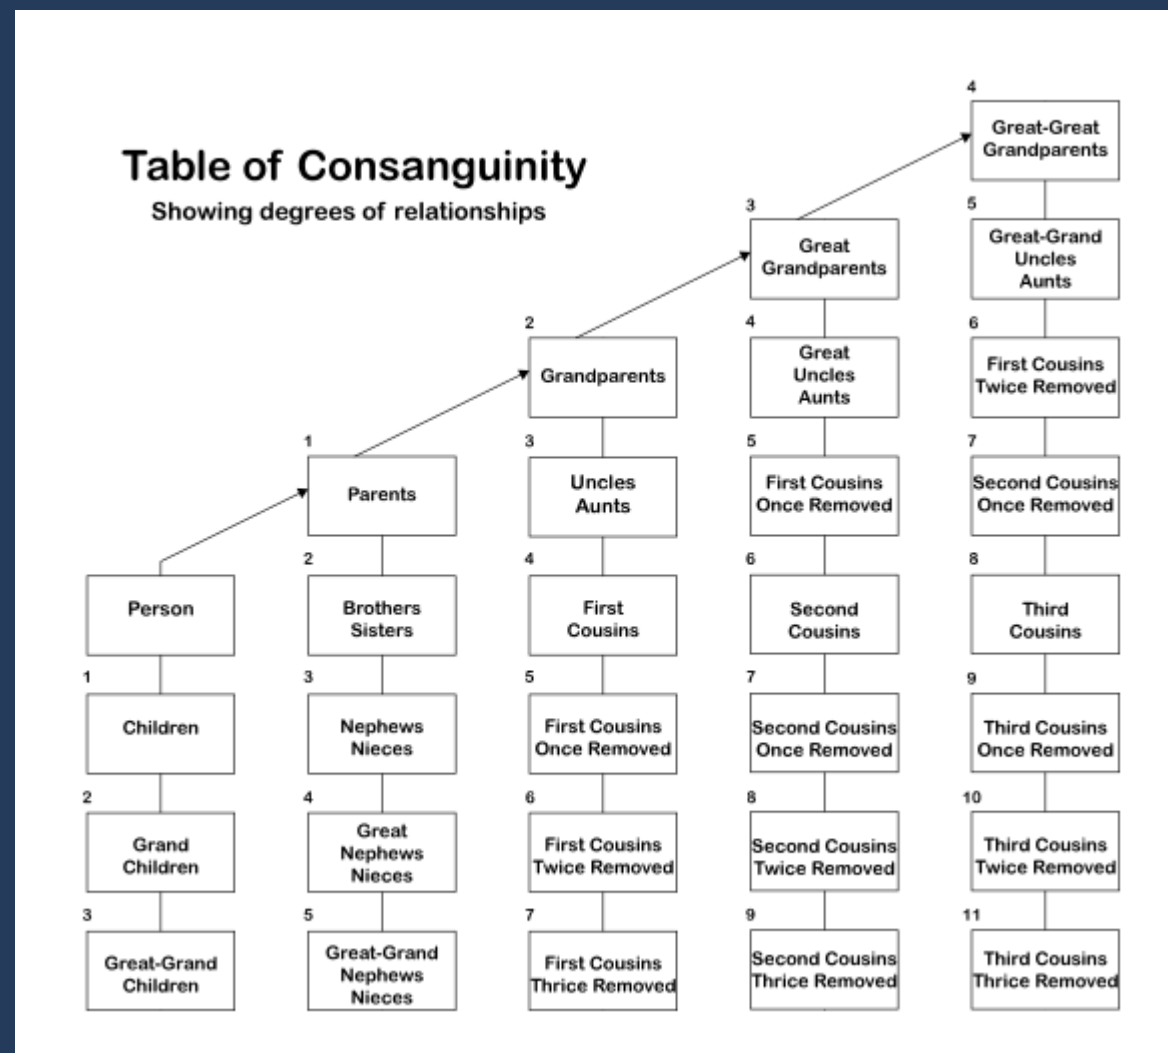 Table of Consanguinity
Showing degrees of relationships
4
Great-Great
Grandparents
3
Great
Grandparents
5
Great-Grand
Uncles
Aunts
2
Grandparents
4
Great
Uncles
Aunts
6
First Cousins
Twice Removed
1
Parents
3
Uncles
Aunts
5
First Cousins
Once Removed
7
Second Cousins
Once Removed
Person
2
Brothers
Sisters
4
First
Cousins
6
Second
Cousins
8
Third
Cousins
1
Children
3
Nephews
Nieces
5
First Cousins
Once Removed
7
Second Cousins
Once Removed
9
Third Cousins
Once Removed
2
Grand
Children
4
Great
Nephews
Nieces
6
First Cousins
Twice Removed
8
Second Cousins
Twice Removed
10
Third Cousins
Twice Removed
3
Great-Grand
Children
5
Great-Grand
Nephews
Nieces
7
First Cousins
Thrice Removed
9
Second Cousins
Thrice Removed
11
Third Cousins
Thrice Removed